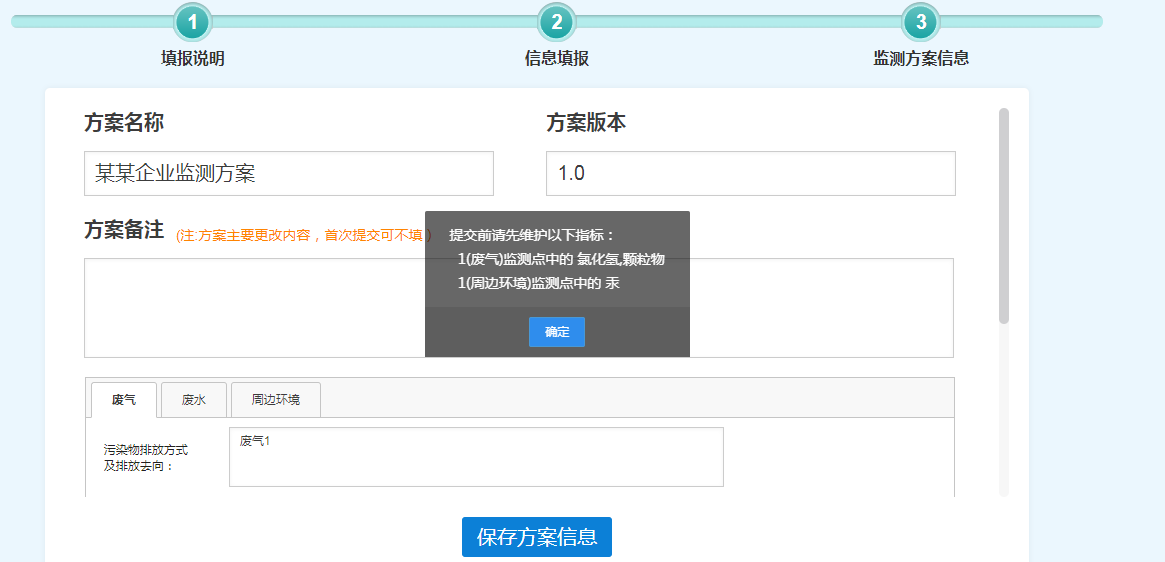 1
2
3
填报说明
信息填报
监测方案信息
方案名称
方案版本
某某企业监测方案
1.0
方案备注 (注:方案主要更改内容，首次提交可不填)
提交前请先维护以下指标：
1(废气)监测点中的 氯化氢,颗粒物
1(周边环境)监测点中的 汞
确定
废气
废水
周边环境
污染物排放方式
及排放去向：
废气1
保存方案信息